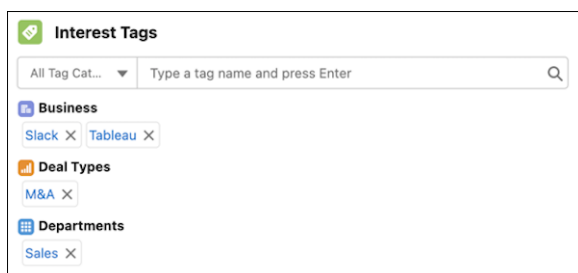 Interest Tags
All Tag Cat... Type a tag name and press Enter
Business
Slack Tableau
Deal Types
M&A
Departments
Sales